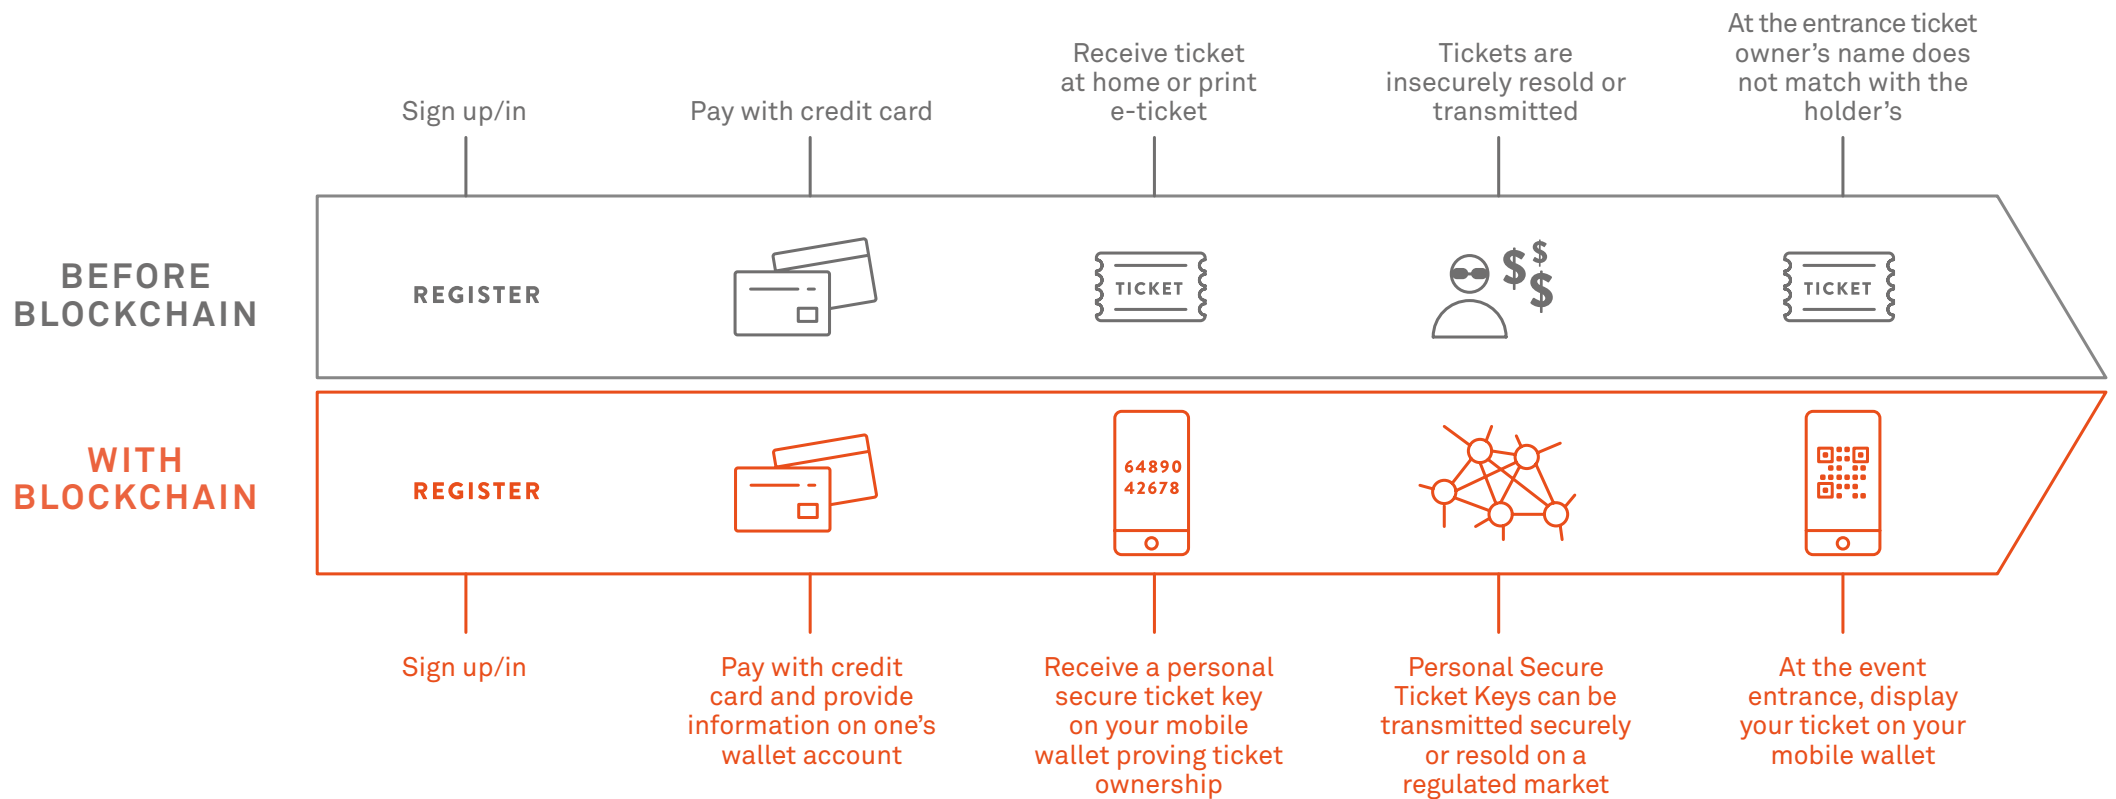 Sign up/in
Pay with credit card
Receive ticket
at home or print
e-ticket
Tickets are
insecurely resold or
transmitted
At the entrance ticket
owner's name does
not match with the
holder's
BEFORE
BLOCKCHAIN
REGISTER
TICKET
$
$
$
TICKET
WITH
BLOCKCHAIN
REGISTER
64890
42678
Sign up/in
Pay with credit
card and provide
information on one's
wallet account
Receive a personal
secure ticket key
on your mobile
wallet proving ticket
ownership
Personal Secure
Ticket Keys can be
transmitted securely
or resold on a
regulated market
At the event
entrance, display
your ticket on your
mobile wallet